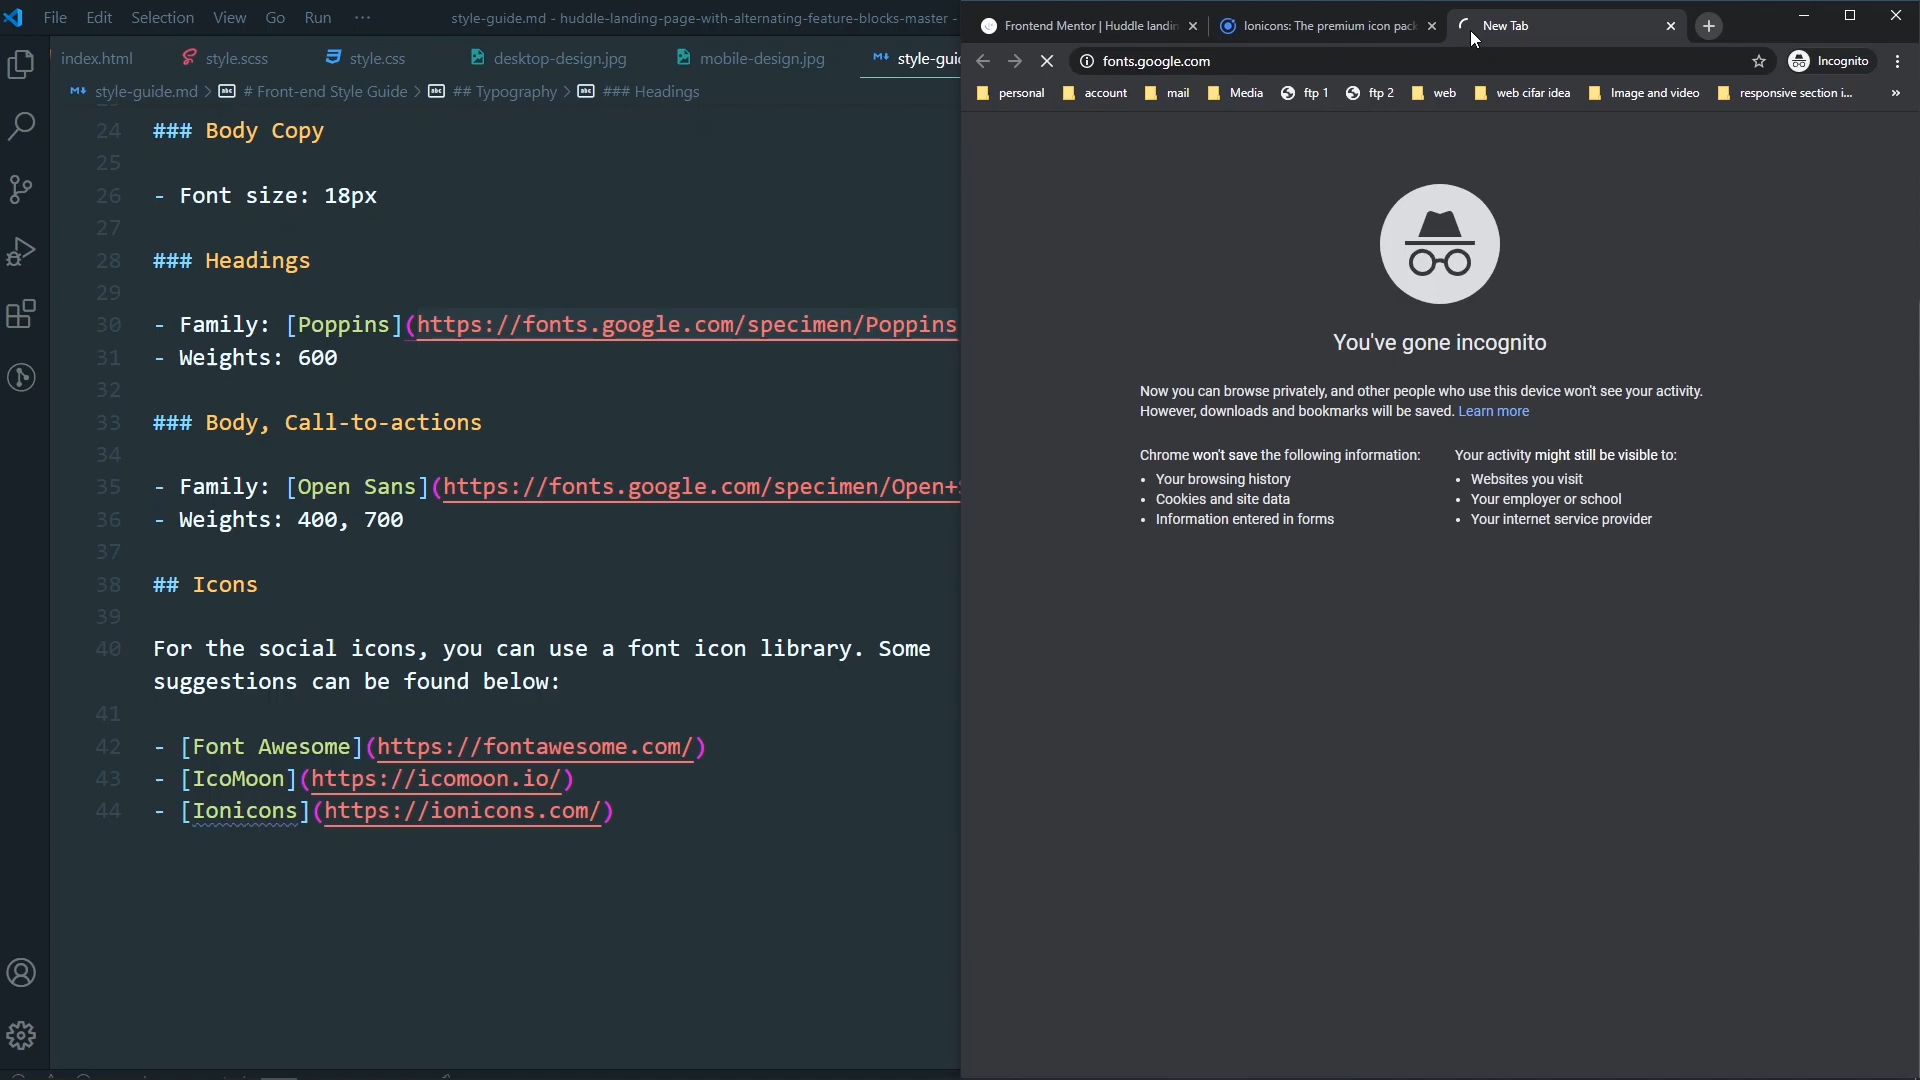 File Edit Selection View Go Run ···
style-guide.md - huddle-landing-page-with-alternating-feature-blocks-master -
index.html style.scss style.css desktop-design.jpg mobile-design.jpg style-gui
style-guide.md > # Front-end Style Guide > ## Typography > ### Headings
24 ### Body Copy
25
26 - Font size: 18px
27
28 ### Headings
29
30 - Family: [Poppins](https://fonts.google.com/specimen/Poppins
31 - Weights: 600
32
33 ### Body, Call-to-actions
34
35 - Family: [Open Sans](https://fonts.google.com/specimen/Open+
36 - Weights: 400, 700
37
38 ## Icons
39
40 For the social icons, you can use a font icon library. Some
suggestions can be found below:
41
42 - [Font Awesome](https://fontawesome.com/)
43 - [IcoMoon](https://icomoon.io/)
44 - [Ionicons](https://ionicons.com/)
Frontend Mentor | Huddle landin Ionicons: The premium icon pack New Tab
fonts.google.com Incognito
personal account mail Media ftp 1 ftp 2 web web cifar idea Image and video responsive section i... »
You've gone incognito
Now you can browse privately, and other people who use this device won't see your activity.
However, downloads and bookmarks will be saved. Learn more
Chrome won't save the following information:
• Your browsing history
• Cookies and site data
• Information entered in forms
Your activity might still be visible to:
• Websites you visit
• Your employer or school
• Your internet service provider